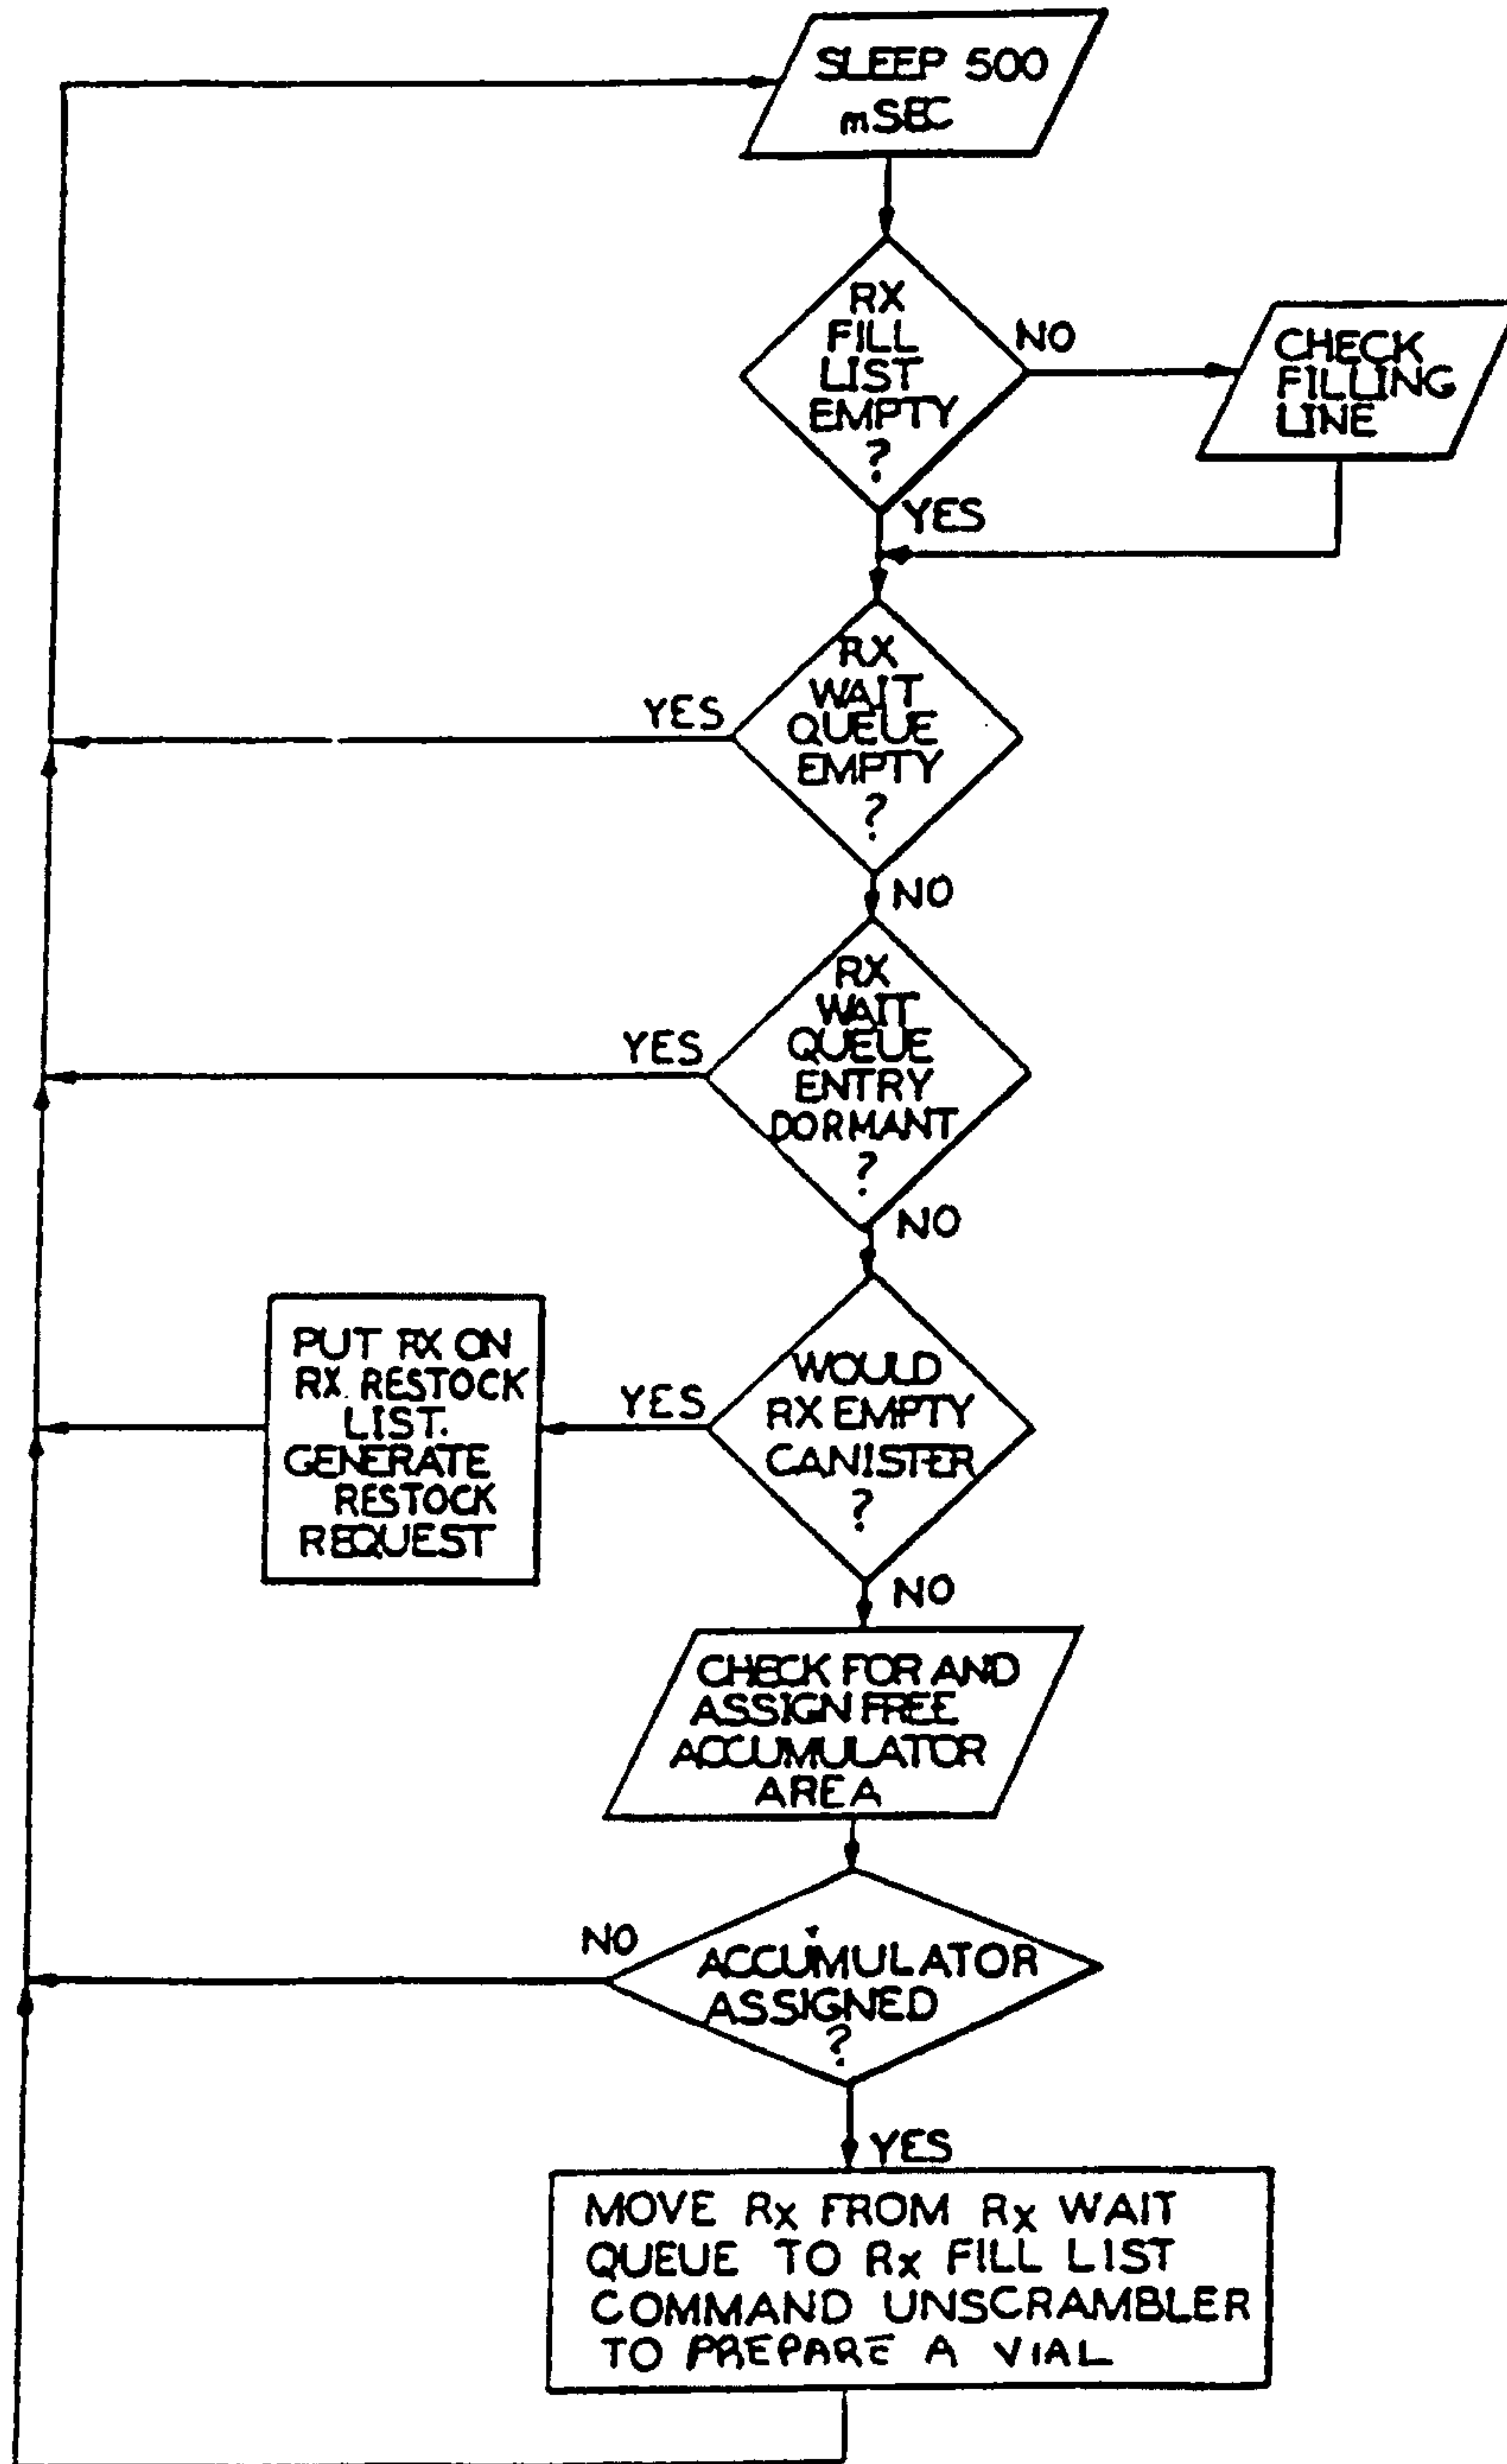 SLEEP 500
mSEC
RX
FILL
LIST
EMPTY
?
NO
CHECK
FILLING
LINE
YES
RX
WAIT
QUEUE
EMPTY
?
YES
NO
RX
WAIT
QUEUE
ENTRY
DORMANT
?
YES
NO
WOULD
RX EMPTY
CANISTER
?
YES
PUT RX ON
RX RESTOCK
LIST.
GENERATE
RESTOCK
REQUEST
NO
CHECK FOR AND
ASSIGN FREE
ACCUMULATOR
AREA
NO
ACCUMULATOR
ASSIGNED
?
YES
MOVE Rx FROM Rx WAIT
QUEUE TO Rx FILL LIST
COMMAND UNSCRAMBLER
TO PREPARE A VIAL